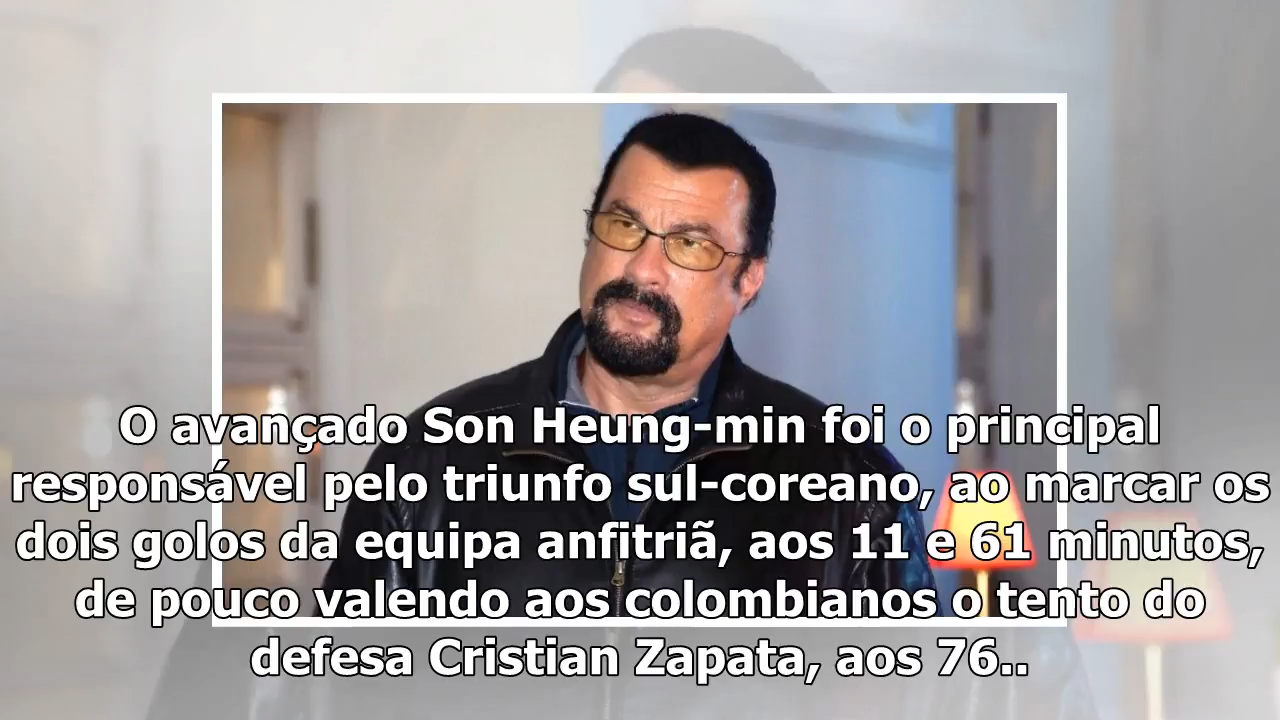 O avançado Son Heung-min foi o principal
responsável pelo triunfo sul-coreano, ao marcar os
dois golos da equipa anfitriã, aos 11 e 61 minutos,
de pouco valendo aos colombianos o tento do
defesa Cristian Zapata, aos 76..